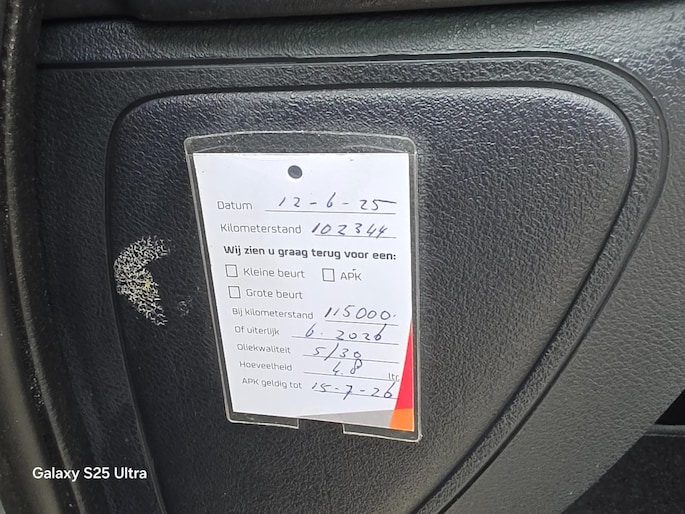 Datum 12-6-25
Kilometerstand 102344
Wij zien u graag terug voor een:
Kleine beurt APK
Grote beurt
Bij kilometerstand 115000.
Of uiterlijk 6. 2026
Oliekwaliteit 5/30
Hoeveelheid 4.8 ltr
APK geldig tot 15-7-26
Galaxy S25 Ultra